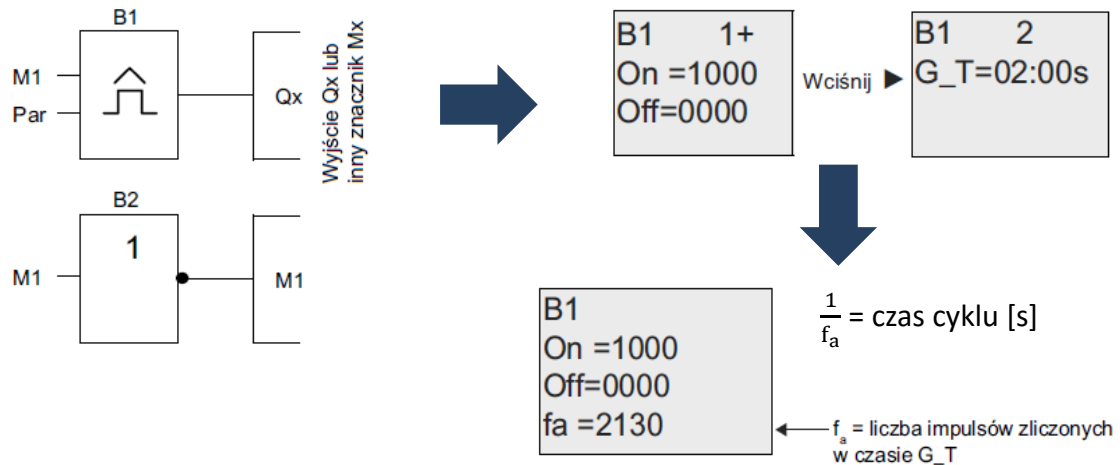 B1
M1
Par
Qx
Wyjście Qx lub
inny znacznik Mx
B2
1
M1
M1
B1 1+
On =1000
Off=0000
Wciśnij
B1 2
G_T=02:00s
B1
On =1000
Off=0000
fa =2130
1/fa = czas cyklu [s]
fa = liczba impulsów zliczonych
w czasie G_T